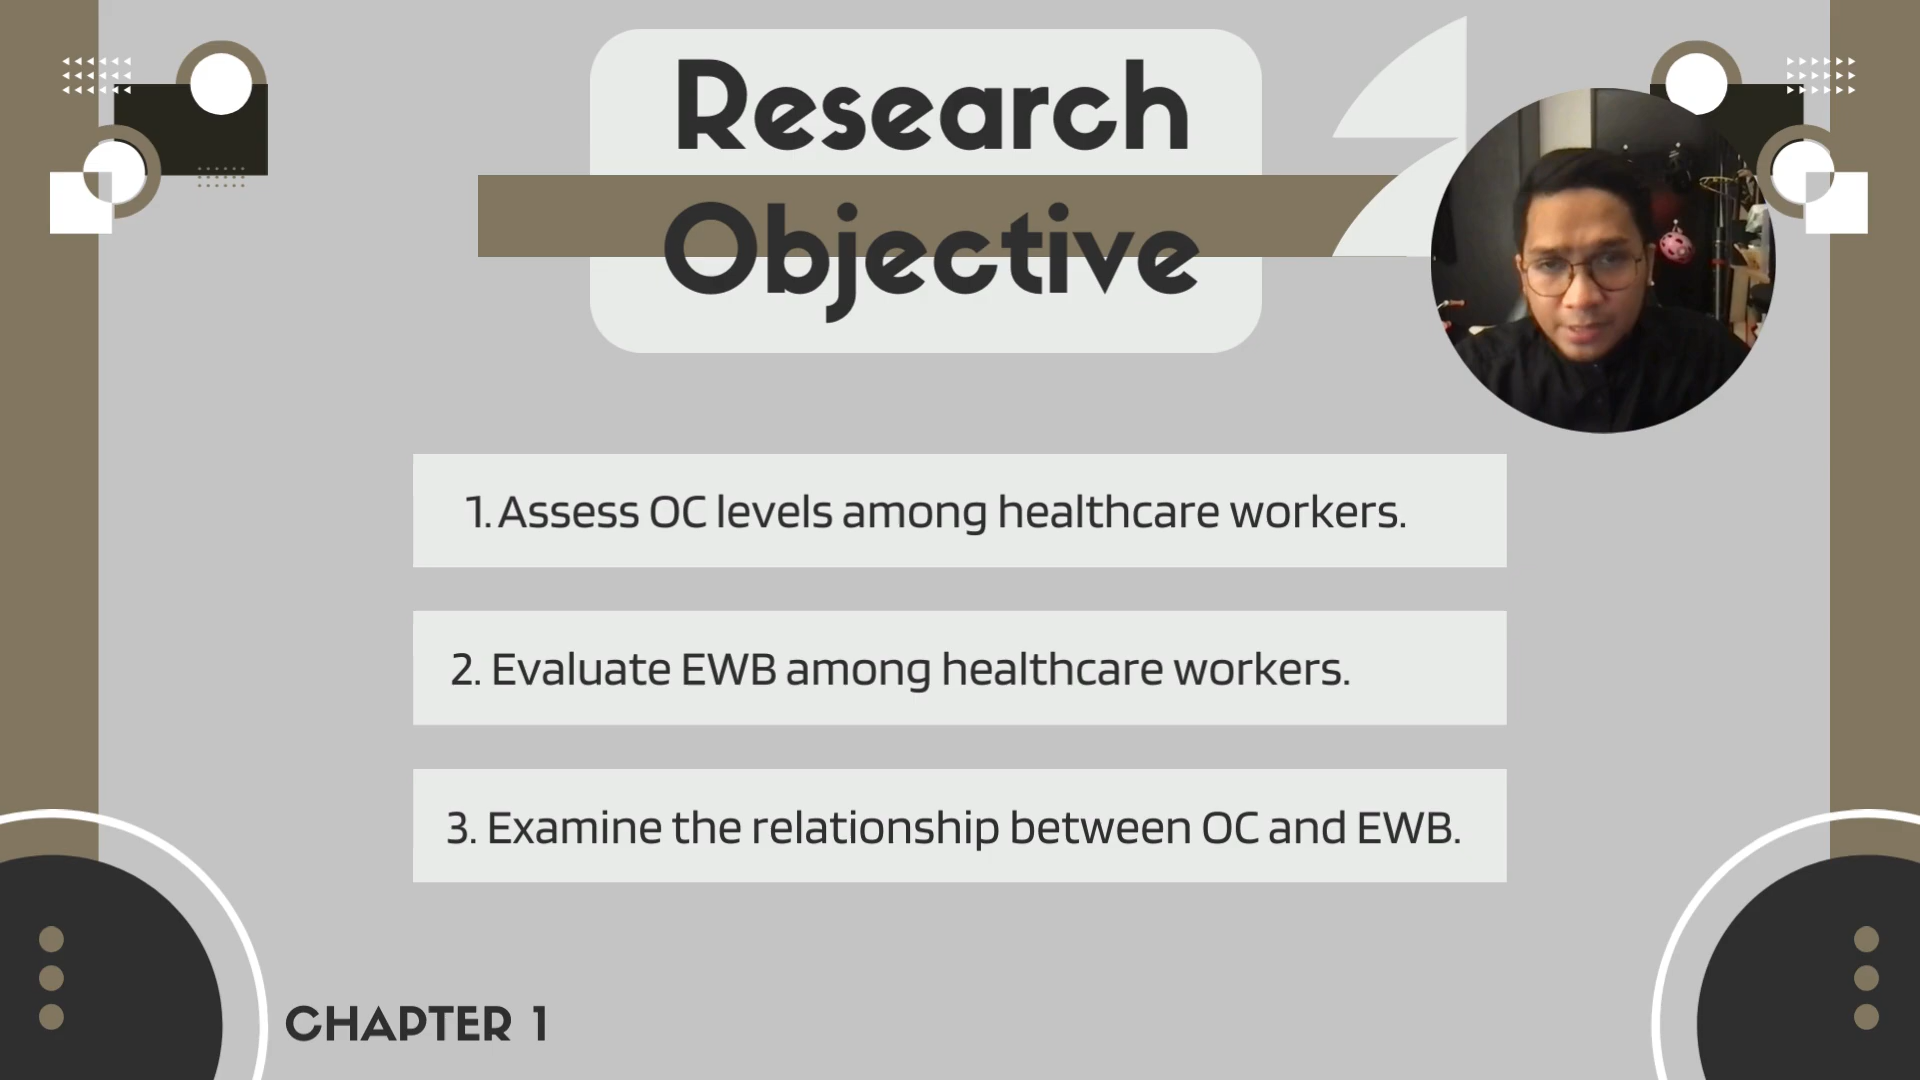 Research
Objective
1. Assess OC levels among healthcare workers.
2. Evaluate EWB among healthcare workers.
3. Examine the relationship between OC and EWB.
CHAPTER 1